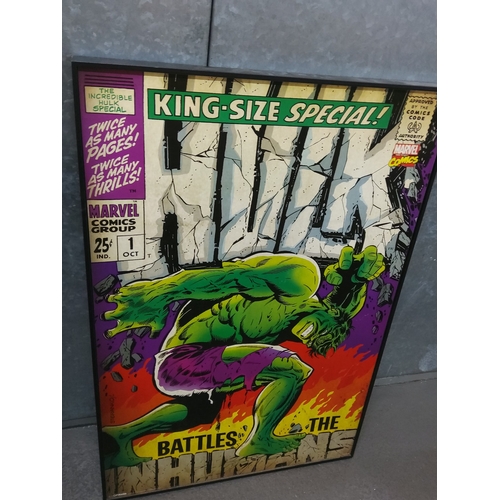 THE
INCREDIBLE
HULK
SPECIAL
KING-SIZE SPECIAL!
APPROVED
BY THE
COMICS
CODE
AUTHORITY
HULK
MARVEL
COMICS
TWICE
AS MANY
PAGES!
TWICE
AS MANY
THRILLS!
MARVEL
COMICS
GROUP
25¢
IND.
1
OCT
BATTLES
THE
INHUMANS